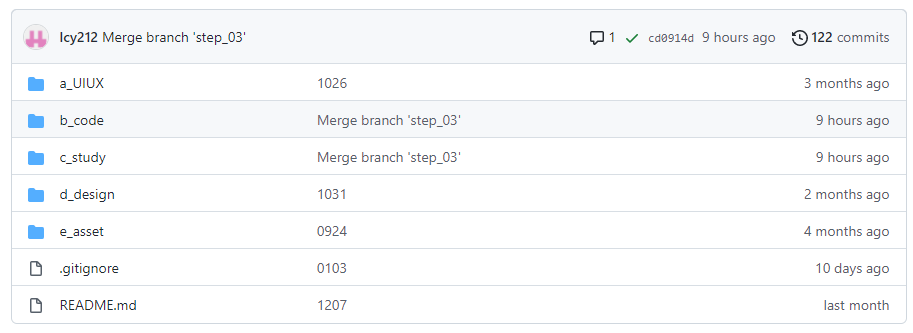 lcy212 Merge branch 'step_03' 1 cd0914d 9 hours ago 122 commits
a_UIUX 1026 3 months ago
b_code Merge branch 'step_03' 9 hours ago
c_study Merge branch 'step_03' 9 hours ago
d_design 1031 2 months ago
e_asset 0924 4 months ago
.gitignore 0103 10 days ago
README.md 1207 last month